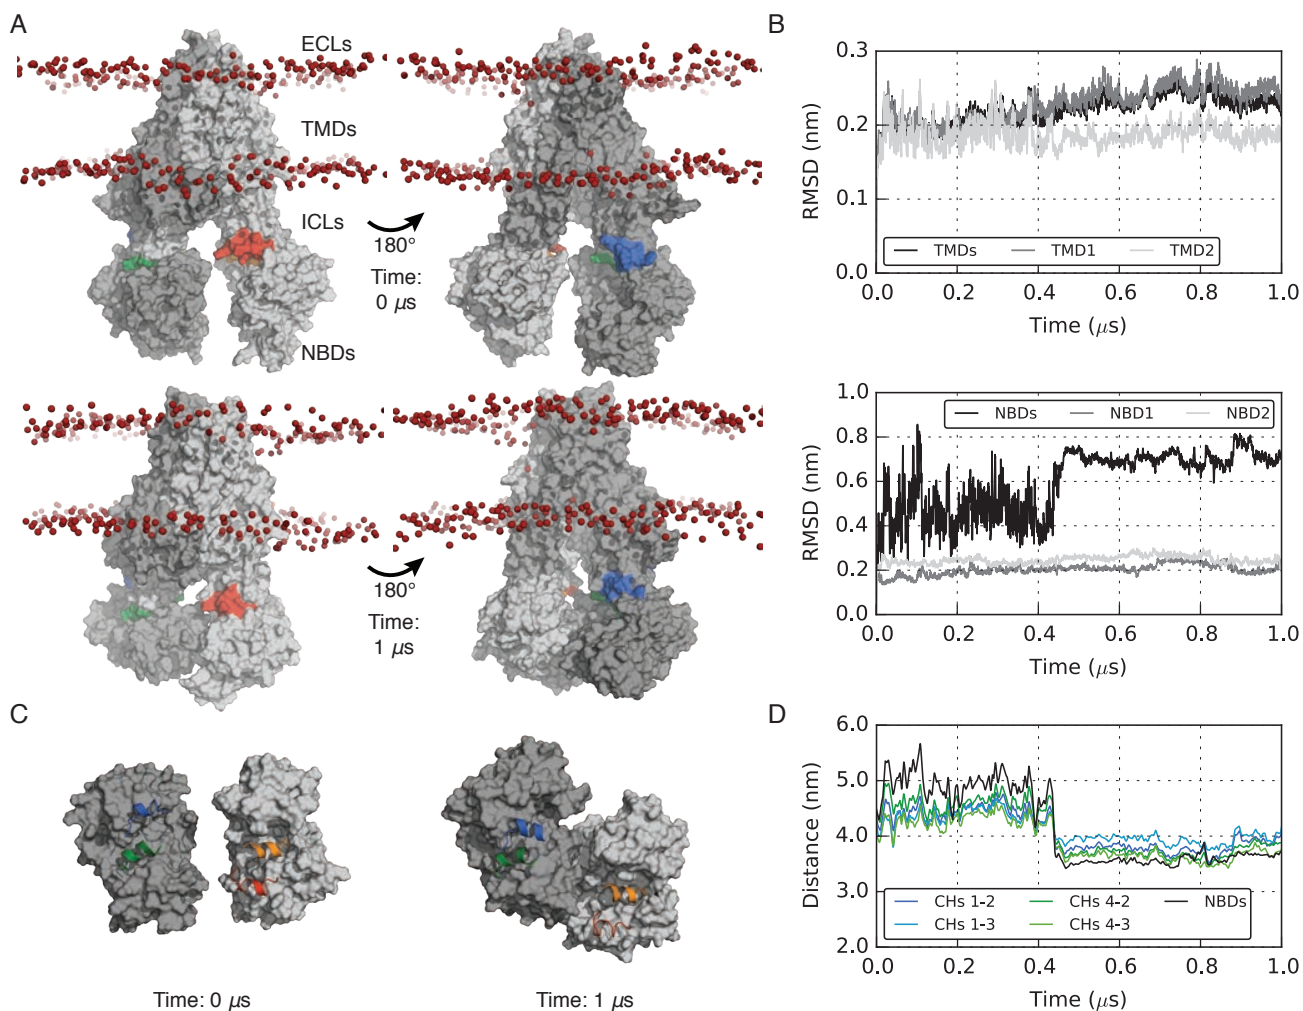 A
ECLs
TMDs
ICLs
180°
Time:
0 µs
NBDs
180°
Time:
1 µs
B
0.3
0.2
0.1
0.0
RMSD (nm)
TMDs TMD1 TMD2
0.0 0.2 0.4 0.6 0.8 1.0
Time (µs)
1.0
0.8
0.6
0.4
0.2
0.0
RMSD (nm)
NBDs NBD1 NBD2
0.0 0.2 0.4 0.6 0.8 1.0
Time (µs)
C
Time: 0 µs
Time: 1 µs
D
6.0
5.0
4.0
3.0
2.0
Distance (nm)
CHs 1-2 CHs 4-2 NBDs
CHs 1-3 CHs 4-3
0.0 0.2 0.4 0.6 0.8 1.0
Time (µs)